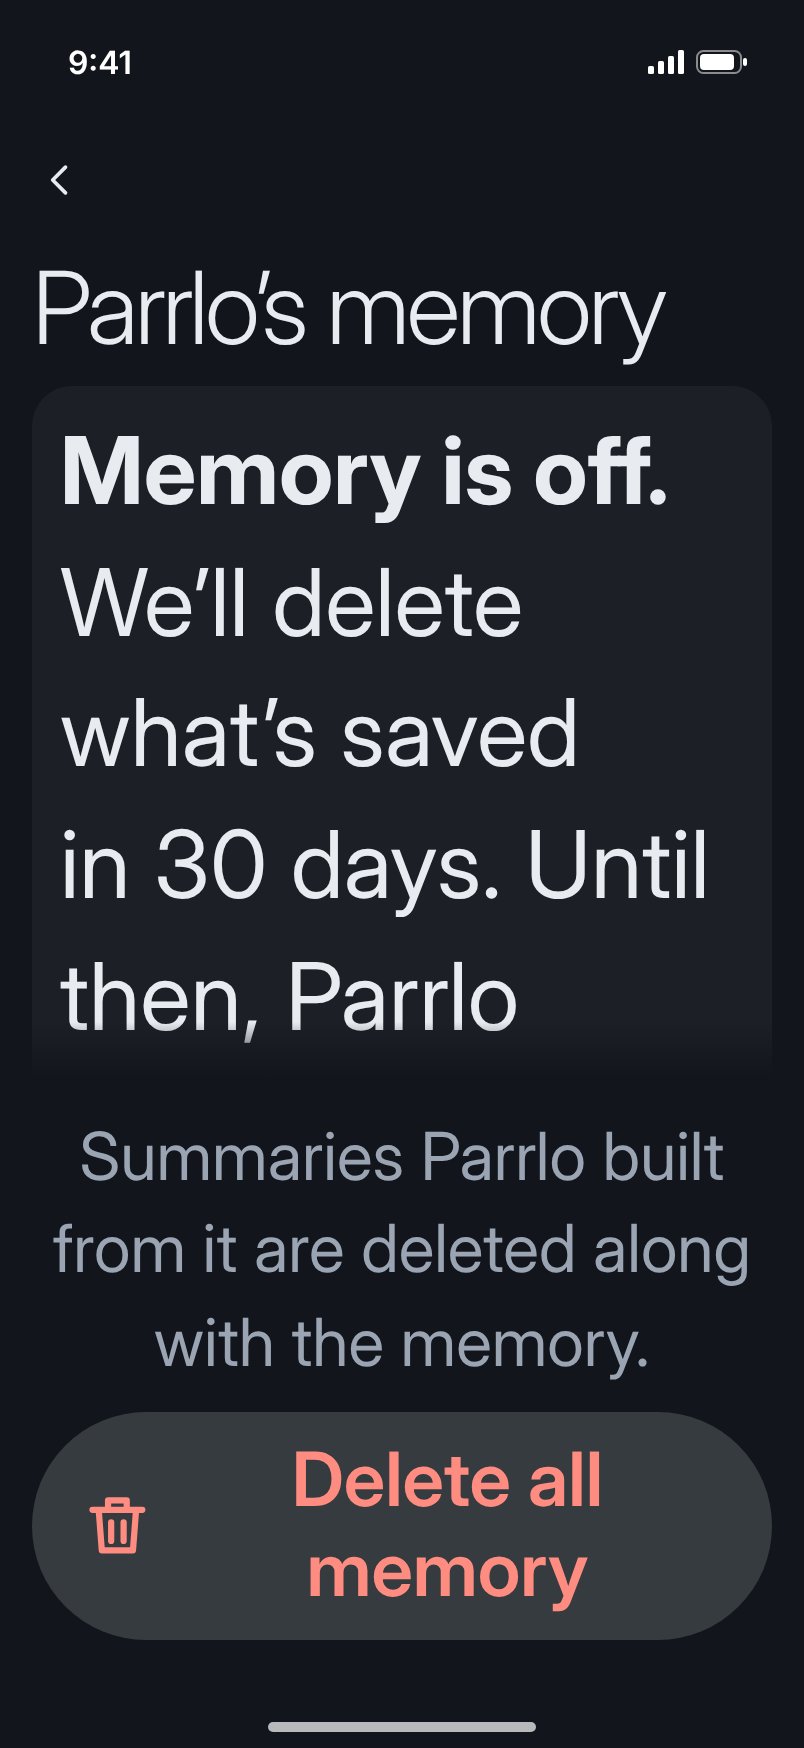 9:41
Parrlo’s memory
Memory is off.
We’ll delete
what’s saved
in 30 days. Until
then, Parrlo
Summaries Parrlo built
from it are deleted along
with the memory.
Delete all
memory